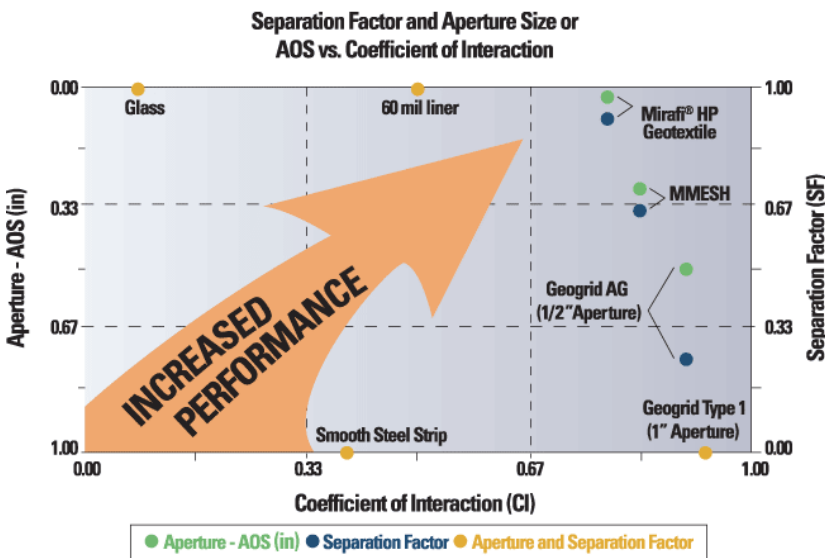 Separation Factor and Aperture Size or
AOS vs. Coefficient of Interaction
0.00
1.00
Glass
60 mil liner
Mirafi® HP
Geotextile
MMESH
0.33
0.67
Aperture - AOS (in)
Separation Factor (SF)
INCREASED
PERFORMANCE
Geogrid AG
(1/2” Aperture)
0.67
0.33
Smooth Steel Strip
Geogrid Type 1
(1” Aperture)
1.00
0.00
0.00
0.33
0.67
1.00
Coefficient of Interaction (CI)
Aperture - AOS (in)
Separation Factor
Aperture and Separation Factor